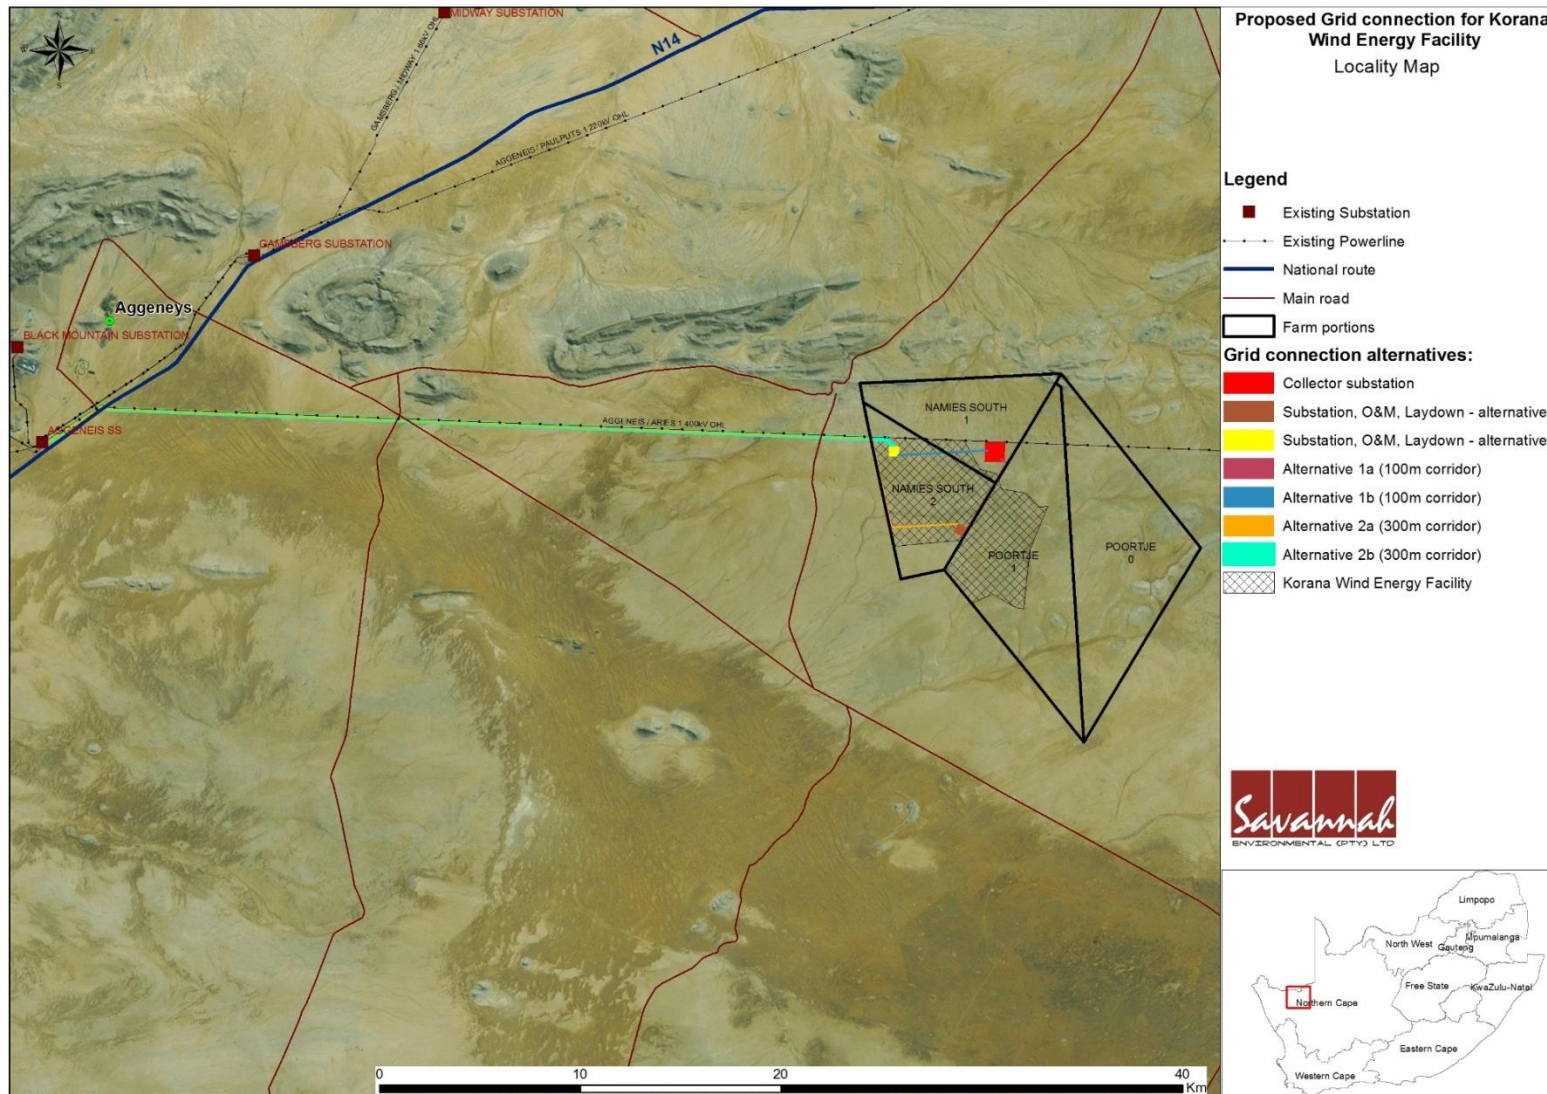 Proposed Grid connection for Korana
Wind Energy Facility
Locality Map
MIDWAY SUBSTATION
N14
GAMSBERG / MIDWAY 1 66kV OHL
AGGENEIS / PAULPUTS 1 220kV OHL
W
E
S
GAMSBERG SUBSTATION
Aggeneys
BLACK MOUNTAIN SUBSTATION
AGGENEIS SS
AGGENEIS / ARIES 1 400kV OHL
NAMIES SOUTH
1
NAMIES SOUTH
2
POORTJE
1
POORTJE
0
0
10
20
40
Km
Legend
Existing Substation
Existing Powerline
National route
Main road
Farm portions
Grid connection alternatives:
Collector substation
Substation, O&M, Laydown - alternative
Substation, O&M, Laydown - alternative
Alternative 1a (100m corridor)
Alternative 1b (100m corridor)
Alternative 2a (300m corridor)
Alternative 2b (300m corridor)
Korana Wind Energy Facility
Savannah
ENVIRONMENTAL (PTY) LTD
Limpopo
North West
Gauteng
Mpumalanga
Free State
KwaZulu-Natal
Northern Cape
Eastern Cape
Western Cape